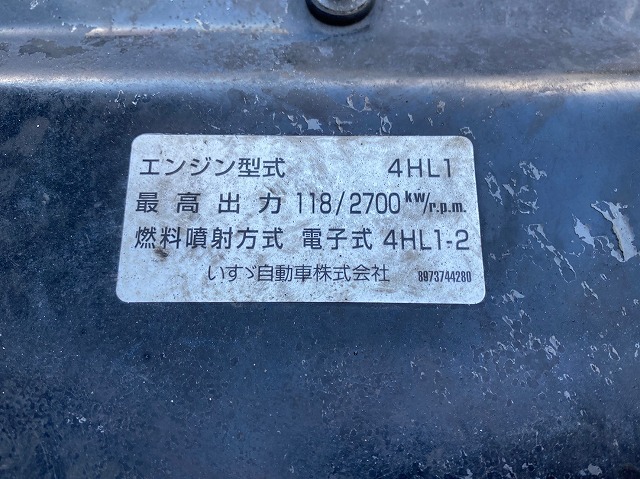 エンジン型式 4HL1
最高出力 118/2700 kw/r.p.m.
燃料噴射方式 電子式 4HL1-2
いすゞ自動車株式会社 8973744280